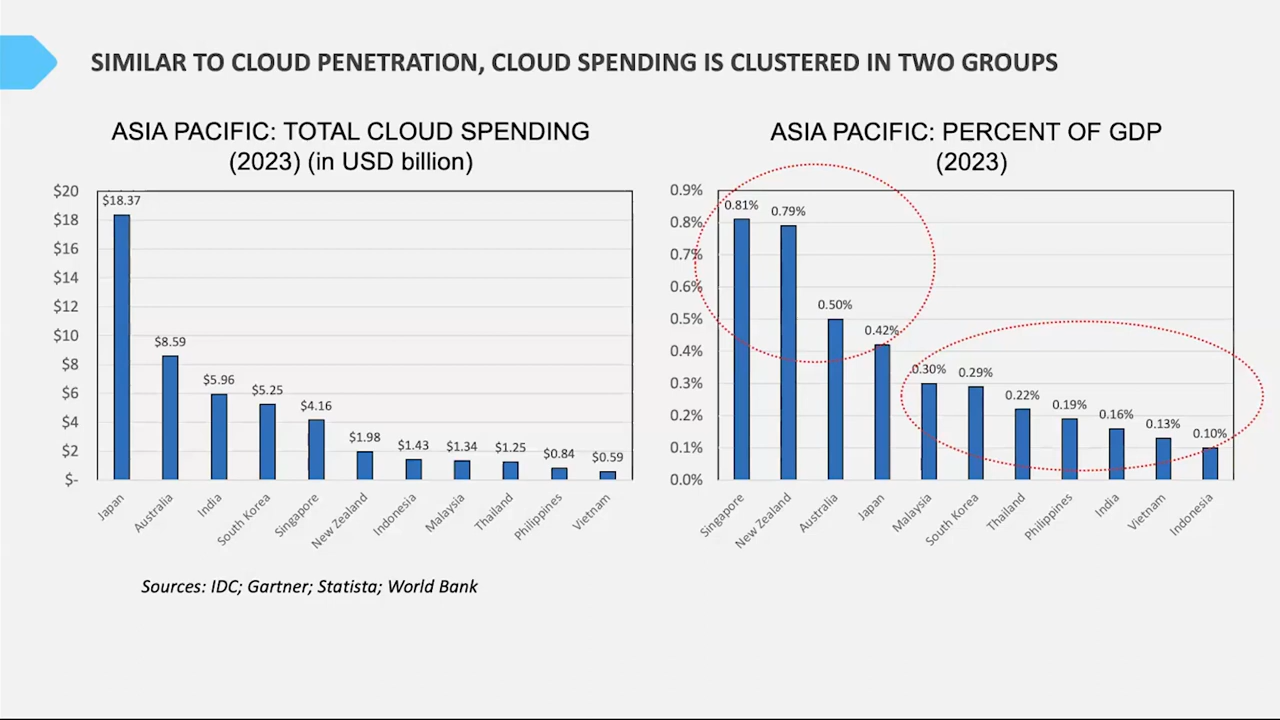 SIMILAR TO CLOUD PENETRATION, CLOUD SPENDING IS CLUSTERED IN TWO GROUPS
ASIA PACIFIC: TOTAL CLOUD SPENDING
(2023) (in USD billion)
$20
$18
$16
$14
$12
$10
$8
$6
$4
$2
$-
$18.37
$8.59
$5.96
$5.25
$4.16
$1.98
$1.43
$1.34
$1.25
$0.84
$0.59
Japan
Australia
India
South Korea
Singapore
New Zealand
Indonesia
Malaysia
Thailand
Philippines
Vietnam
Sources: IDC; Gartner; Statista; World Bank
ASIA PACIFIC: PERCENT OF GDP
(2023)
0.9%
0.8%
0.7%
0.6%
0.5%
0.4%
0.3%
0.2%
0.1%
0.0%
0.81%
0.79%
0.50%
0.42%
0.30%
0.29%
0.22%
0.19%
0.16%
0.13%
0.10%
Singapore
New Zealand
Australia
Japan
Malaysia
South Korea
Thailand
Philippines
India
Vietnam
Indonesia